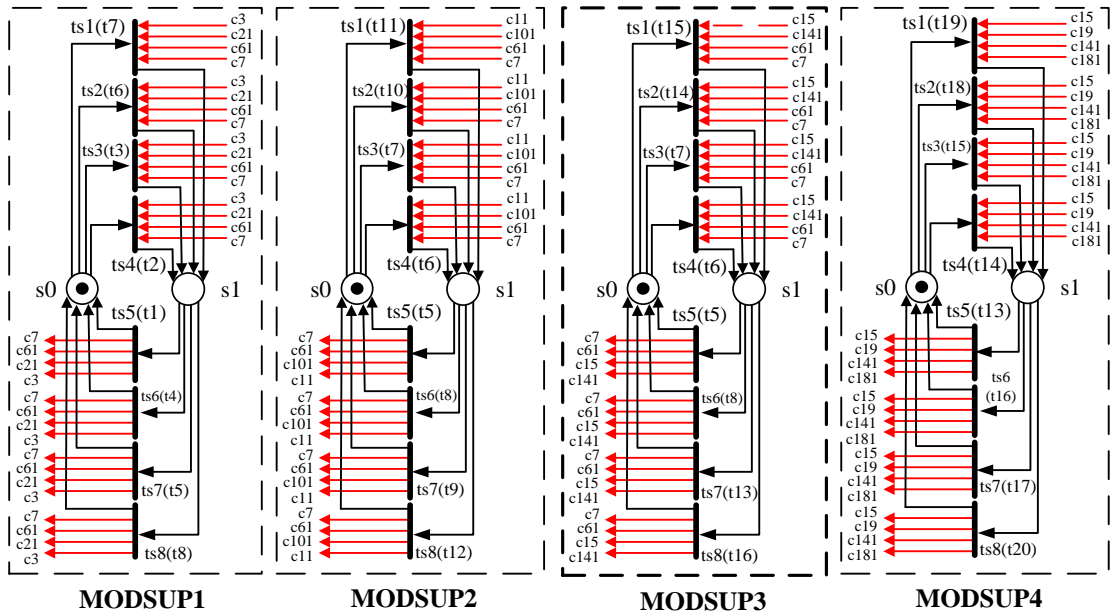 ts1(t7)
c3
c21
c61
c7
ts2(t6)
c3
c21
c61
c7
ts3(t3)
c3
c21
c61
c7
c3
c21
c61
c7
ts4(t2)
s0
s1
ts5(t1)
c7
c61
c21
c3
ts6(t4)
c7
c61
c21
c3
c7
c61
c21
c3
ts7(t5)
c7
c61
c21
c3
ts8(t8)
MODSUP1
ts1(t11)
c11
c101
c61
c7
ts2(t10)
c11
c101
c61
c7
ts3(t7)
c11
c101
c61
c7
c11
c101
c61
c7
ts4(t6)
s0
s1
ts5(t5)
c7
c61
c101
c11
ts6(t8)
c7
c61
c101
c11
c7
c61
c101
c11
ts7(t9)
c7
c61
c101
c11
ts8(t12)
MODSUP2
ts1(t15)
c15
c141
c61
c7
ts2(t14)
c15
c141
c61
c7
ts3(t7)
c15
c141
c61
c7
c15
c141
c61
c7
ts4(t6)
s0
s1
ts5(t5)
c7
c61
c15
c141
ts6(t8)
c7
c61
c15
c141
c7
c61
c15
c141
ts7(t13)
c7
c61
c15
c141
ts8(t16)
MODSUP3
ts1(t19)
c15
c19
c141
c181
ts2(t18)
c15
c19
c141
c181
ts3(t15)
c15
c19
c141
c181
c15
c19
c141
c181
ts4(t14)
s0
s1
ts5(t13)
c15
c19
c141
c181
ts6
(t16)
c15
c19
c141
c181
c15
c19
c141
c181
ts7(t17)
c15
c19
c141
c181
ts8(t20)
MODSUP4